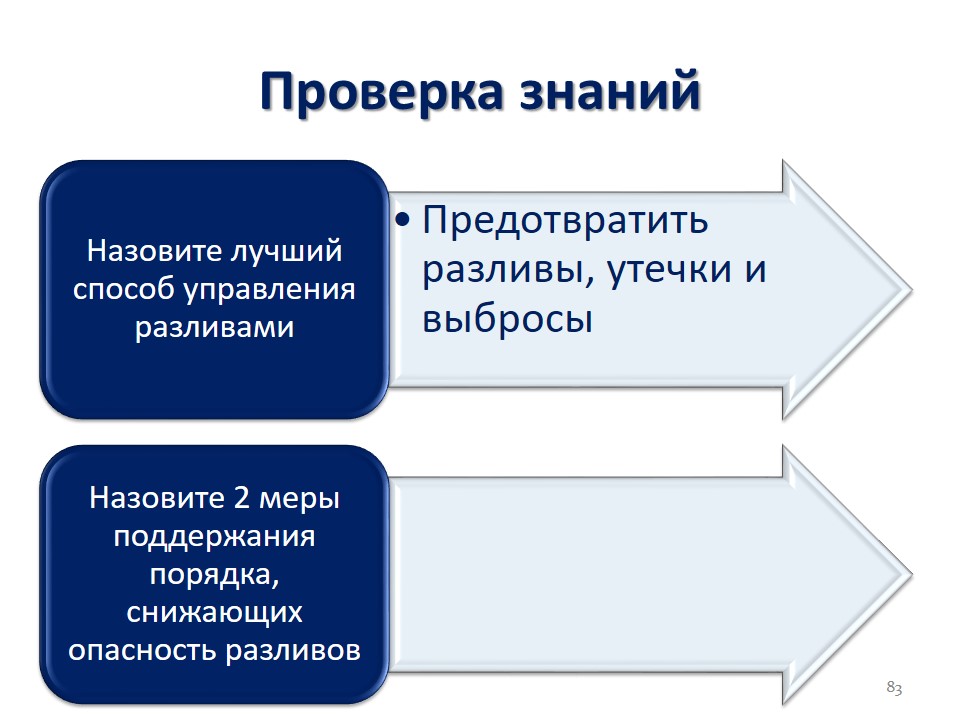 Проверка знаний
Назовите лучший
способ управления
разливами
• Предотвратить
разливы, утечки и
выбросы
Назовите 2 меры
поддержания
порядка,
снижающих
опасность разливов
83